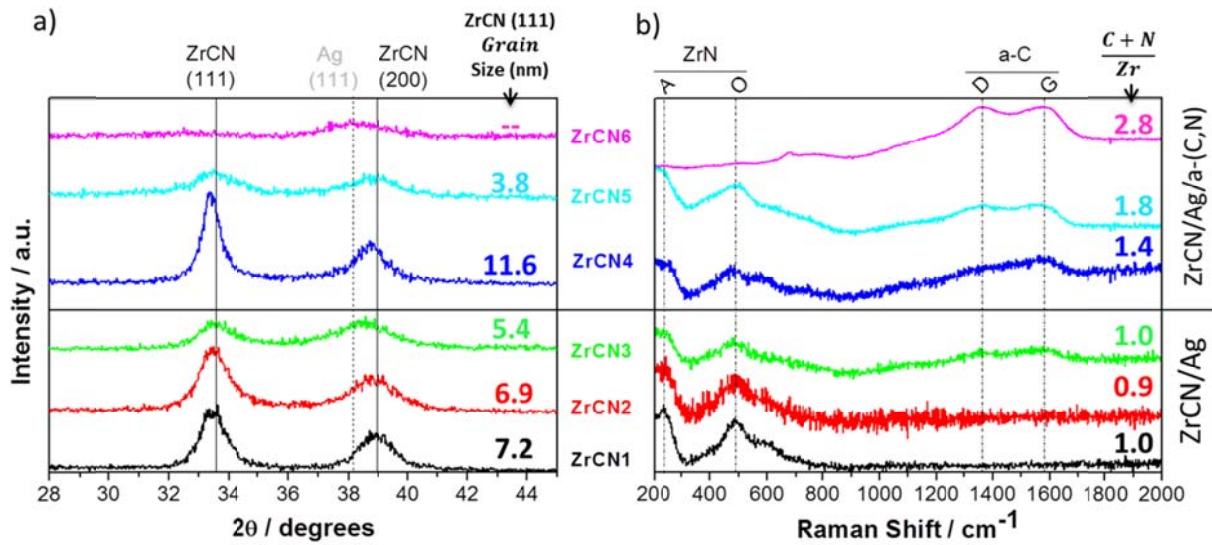 a)
ZrCN
(111)
Ag
(111)
ZrCN
(200)
ZrCN (111)
Grain
Size (nm)
--
ZrCN6
3.8
ZrCN5
11.6
ZrCN4
5.4
ZrCN3
6.9
ZrCN2
7.2
ZrCN1
Intensity / a.u.
28 30 32 34 36 38 40 42 44
2θ / degrees
b)
ZrN
A O
a-C
D G
C + N
Zr
2.8
1.8
1.4
1.0
0.9
1.0
ZrCN/Ag/a-(C,N)
ZrCN/Ag
200 400 600 800 1000 1200 1400 1600 1800 2000
Raman Shift / cm⁻¹